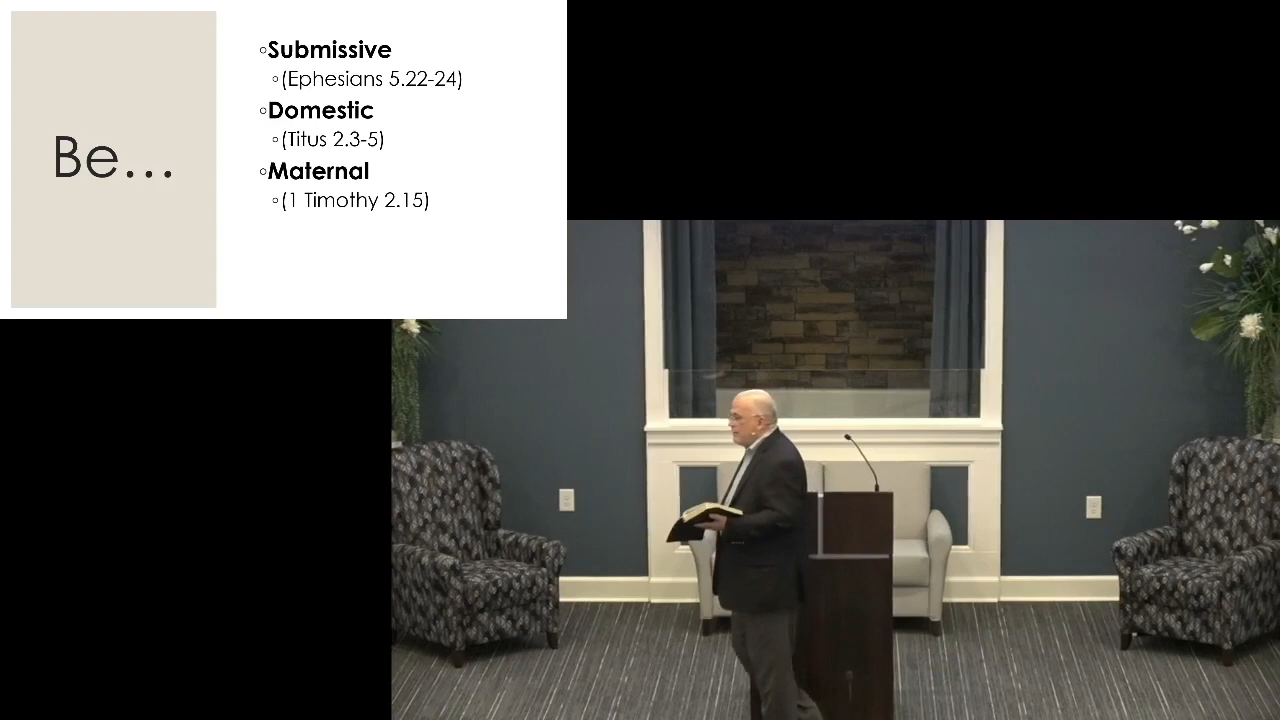 Be...
◦Submissive
◦(Ephesians 5.22-24)
◦Domestic
◦(Titus 2.3-5)
◦Maternal
◦(1 Timothy 2.15)